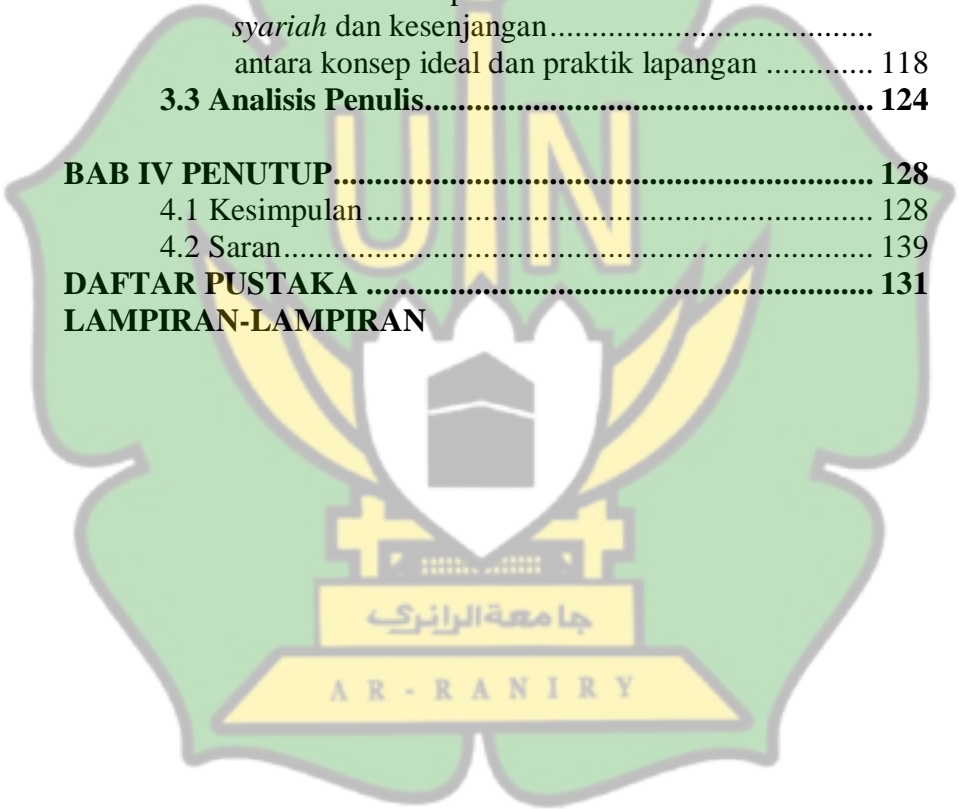 syariah dan kesenjangan....................................
antara konsep ideal dan praktik lapangan ............. 118
3.3 Analisis Penulis.................................................. 124
BAB IV PENUTUP............................................................ 128
4.1 Kesimpulan......................................................... 128
4.2 Saran.................................................................. 139
DAFTAR PUSTAKA ......................................................... 131
LAMPIRAN-LAMPIRAN
UIN
جامعة الرانري
AR-RANIRY